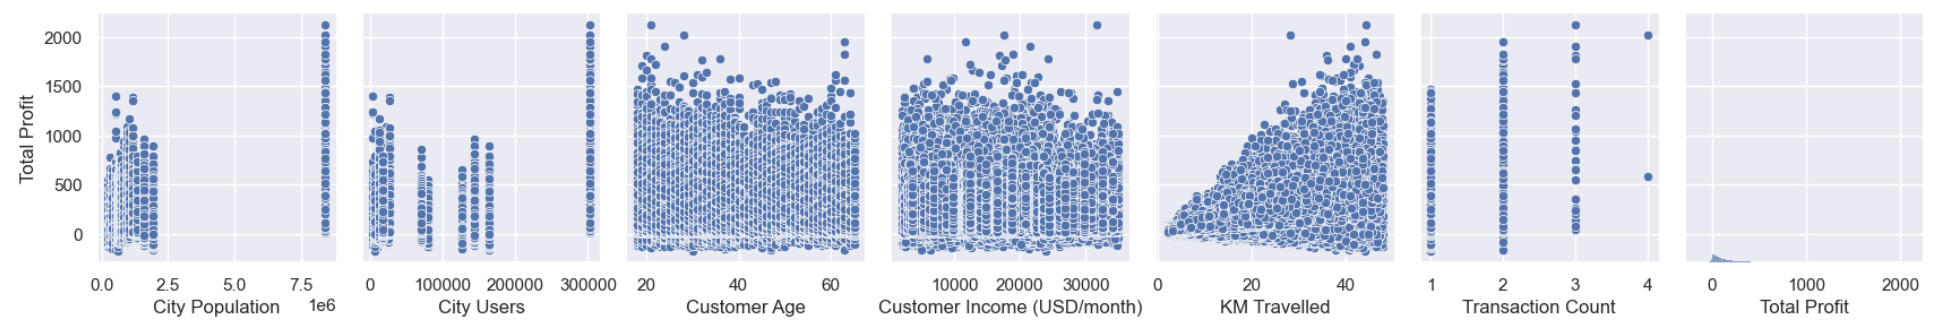 Total Profit
2000
1500
1000
500
0
0.0 2.5 5.0 7.5
1e6
City Population
0 100000 200000 300000
City Users
20 40 60
Customer Age
10000 20000 30000
Customer Income (USD/month)
0 20 40
KM Travelled
1 2 3 4
Transaction Count
0 1000 2000
Total Profit